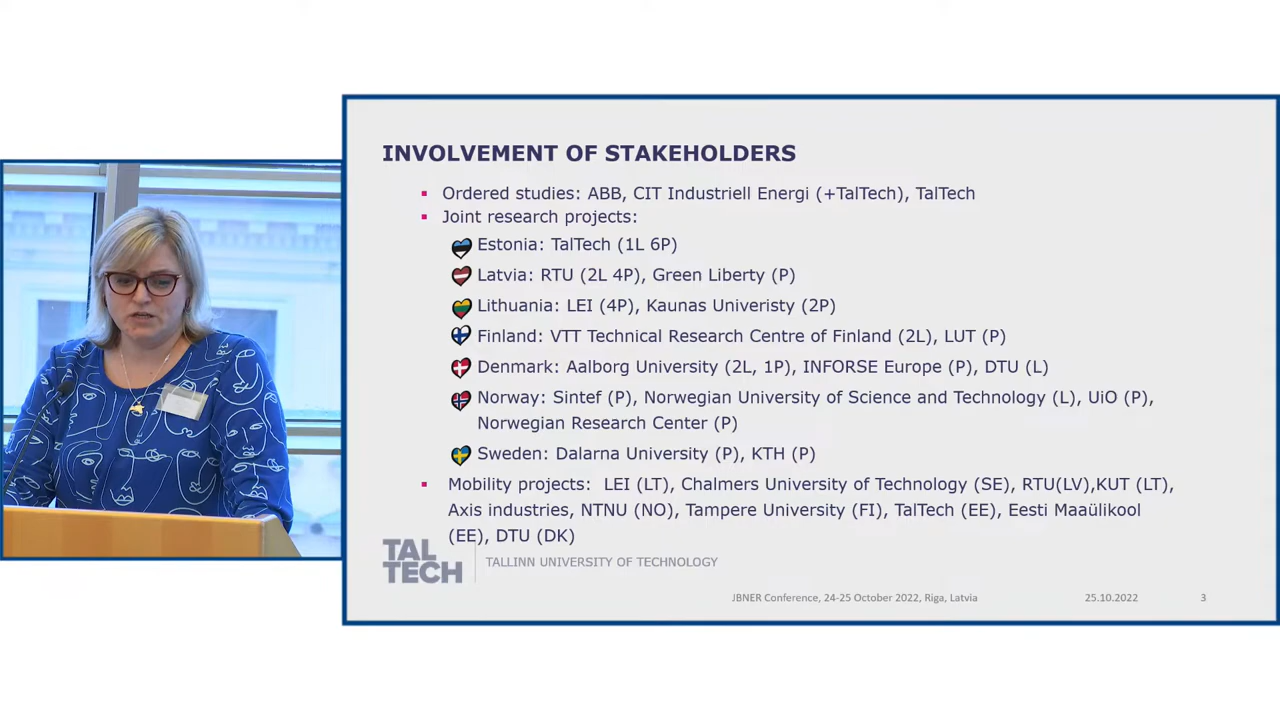 INVOLVEMENT OF STAKEHOLDERS
▪ Ordered studies: ABB, CIT Industriell Energi (+TalTech), TalTech
▪ Joint research projects:
Estonia: TalTech (1L 6P)
Latvia: RTU (2L 4P), Green Liberty (P)
Lithuania: LEI (4P), Kaunas Univeristy (2P)
Finland: VTT Technical Research Centre of Finland (2L), LUT (P)
Denmark: Aalborg University (2L, 1P), INFORSE Europe (P), DTU (L)
Norway: Sintef (P), Norwegian University of Science and Technology (L), UiO (P),
Norwegian Research Center (P)
Sweden: Dalarna University (P), KTH (P)
▪ Mobility projects: LEI (LT), Chalmers University of Technology (SE), RTU(LV),KUT (LT),
Axis industries, NTNU (NO), Tampere University (FI), TalTech (EE), Eesti Maaülikool
(EE), DTU (DK)
TAL
TECH
TALLINN UNIVERSITY OF TECHNOLOGY
JBNER Conference, 24-25 October 2022, Riga, Latvia 25.10.2022 3